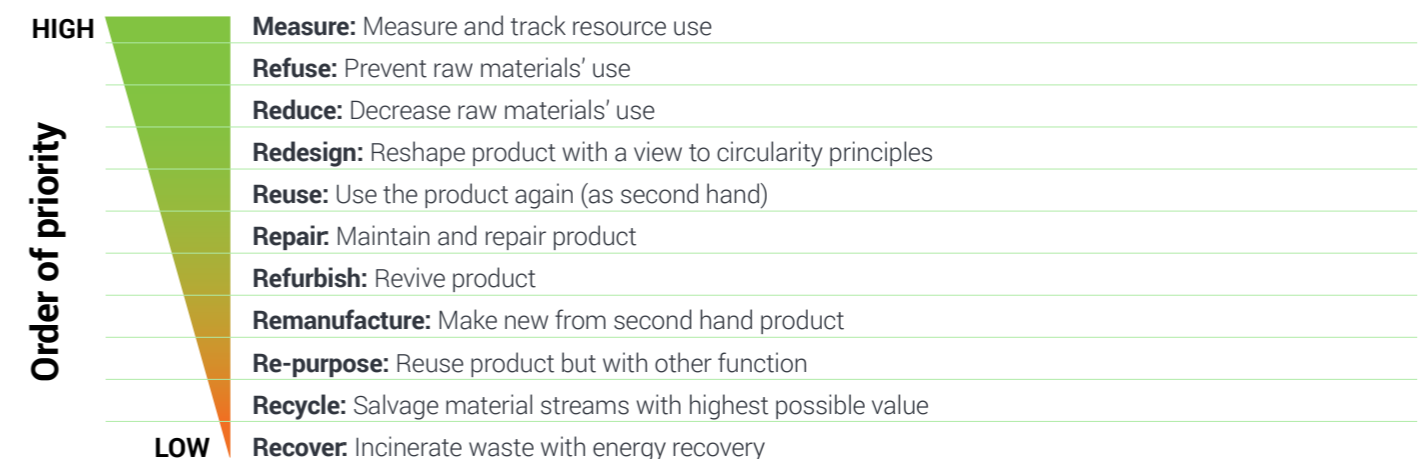 HIGH
Order of priority
LOW
Measure: Measure and track resource use
Refuse: Prevent raw materials’ use
Reduce: Decrease raw materials’ use
Redesign: Reshape product with a view to circularity principles
Reuse: Use the product again (as second hand)
Repair: Maintain and repair product
Refurbish: Revive product
Remanufacture: Make new from second hand product
Re-purpose: Reuse product but with other function
Recycle: Salvage material streams with highest possible value
Recover: Incinerate waste with energy recovery